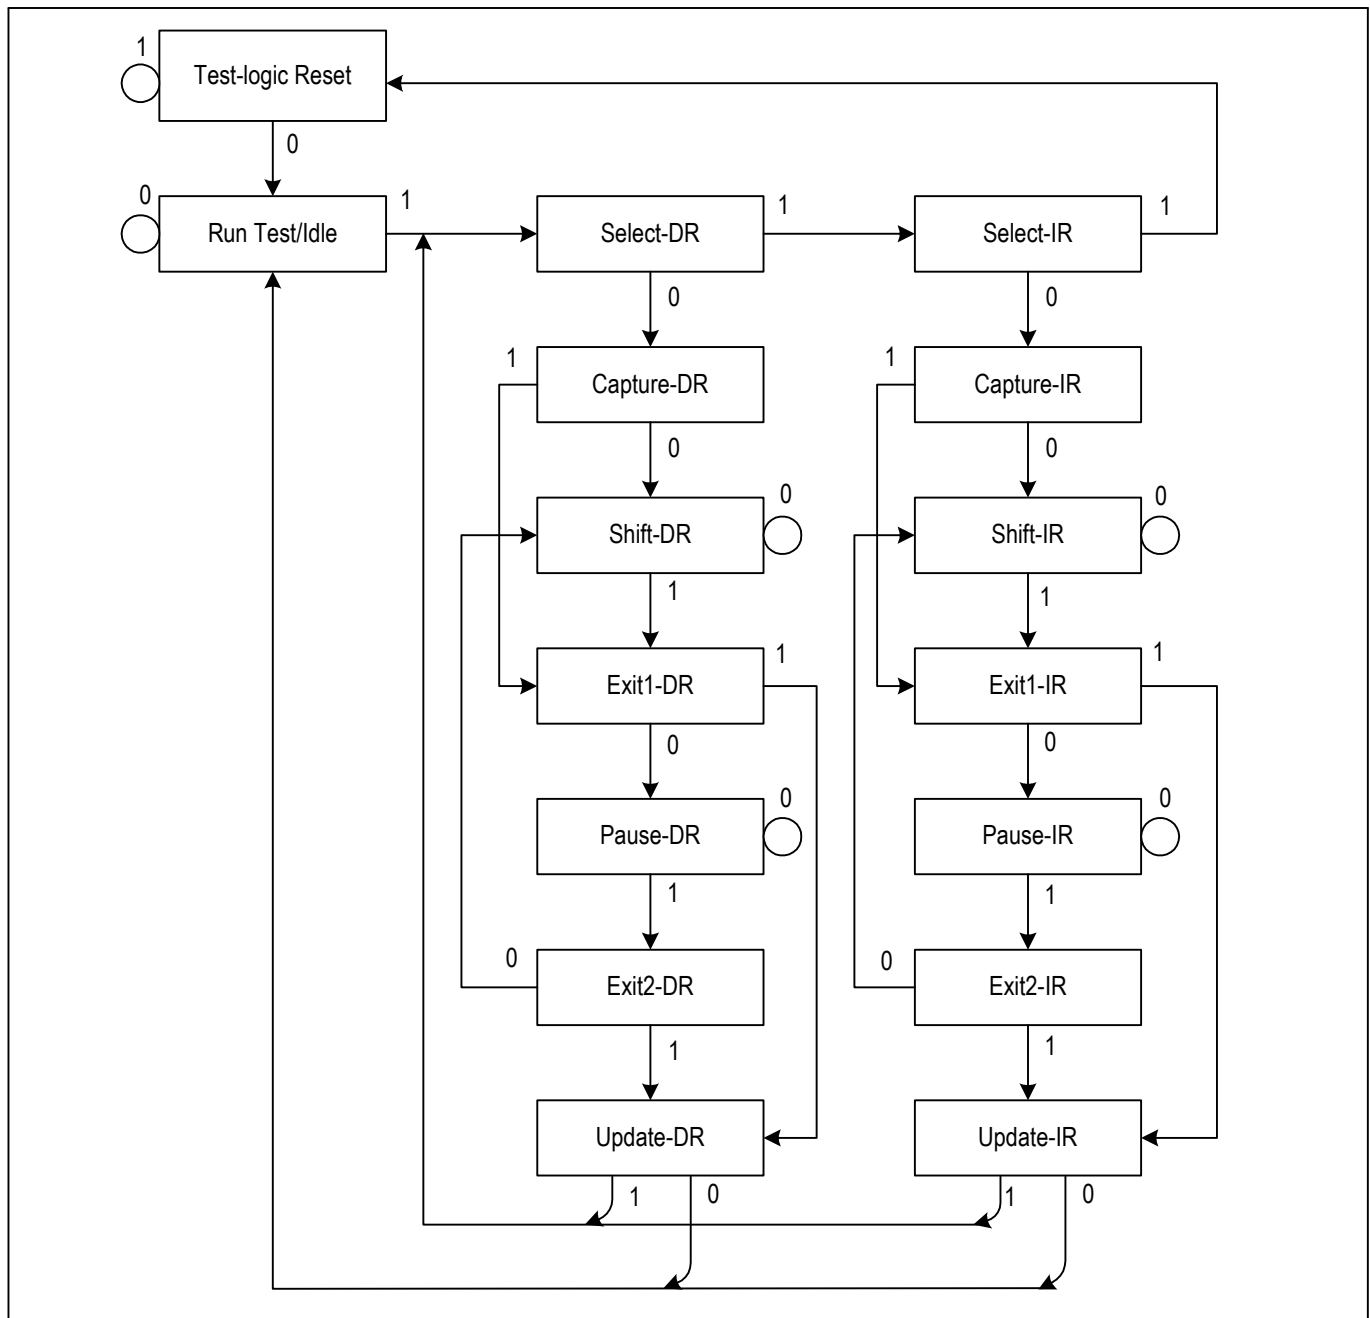 1
Test-logic Reset
0
0
Run Test/Idle
1
Select-DR
1
Select-IR
1
0
0
1
Capture-DR
1
Capture-IR
0
0
Shift-DR
0
Shift-IR
0
1
1
Exit1-DR
1
Exit1-IR
1
0
0
Pause-DR
0
Pause-IR
0
1
1
0
Exit2-DR
0
Exit2-IR
1
1
Update-DR
Update-IR
1
0
1
0